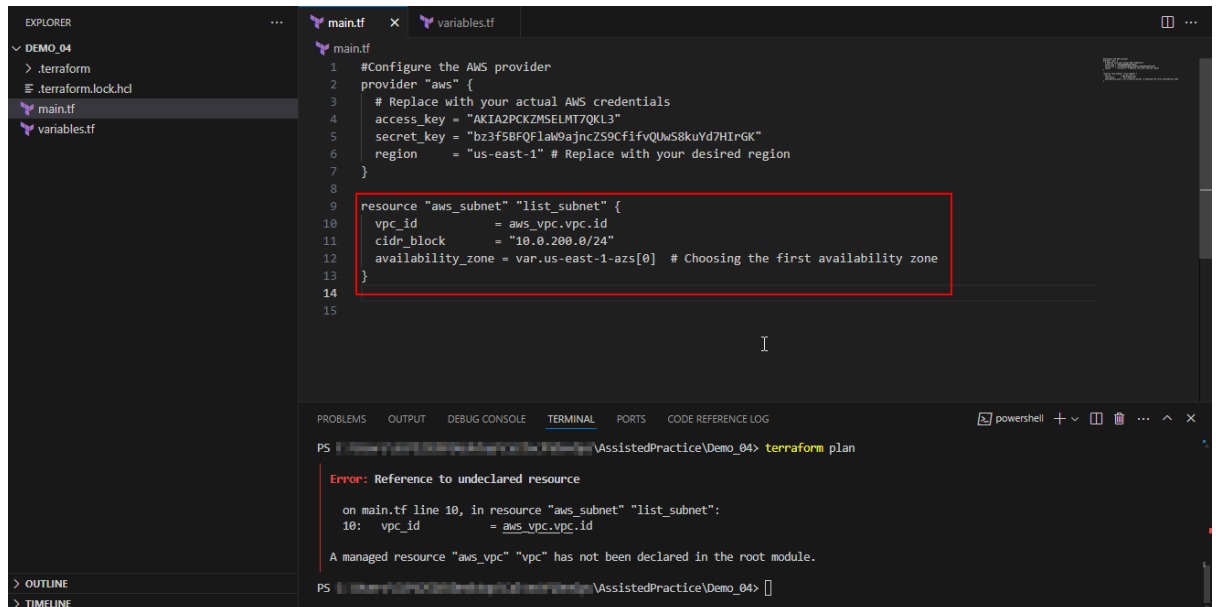 EXPLORER
DEMO_04
.terraform
.terraform.lock.hcl
main.tf
variables.tf
OUTLINE
TIMELINE
main.tf variables.tf
main.tf
1 #Configure the AWS provider
2 provider "aws" {
3 # Replace with your actual AWS credentials
4 access_key = "AKIA2PCKZMSELMT7QKL3"
5 secret_key = "bz3f5BFQFlaW9ajncZS9CfifvQUwS8kuYd7HIrGK"
6 region = "us-east-1" # Replace with your desired region
7 }
8
9 resource "aws_subnet" "list_subnet" {
10 vpc_id = aws_vpc.vpc.id
11 cidr_block = "10.0.200.0/24"
12 availability_zone = var.us-east-1-azs[0] # Choosing the first availability zone
13 }
14
15
PROBLEMS OUTPUT DEBUG CONSOLE TERMINAL PORTS CODE REFERENCE LOG powershell
PS \AssistedPractice\Demo_04> terraform plan
Error: Reference to undeclared resource
on main.tf line 10, in resource "aws_subnet" "list_subnet":
10: vpc_id = aws_vpc.vpc.id
A managed resource "aws_vpc" "vpc" has not been declared in the root module.
PS \AssistedPractice\Demo_04>